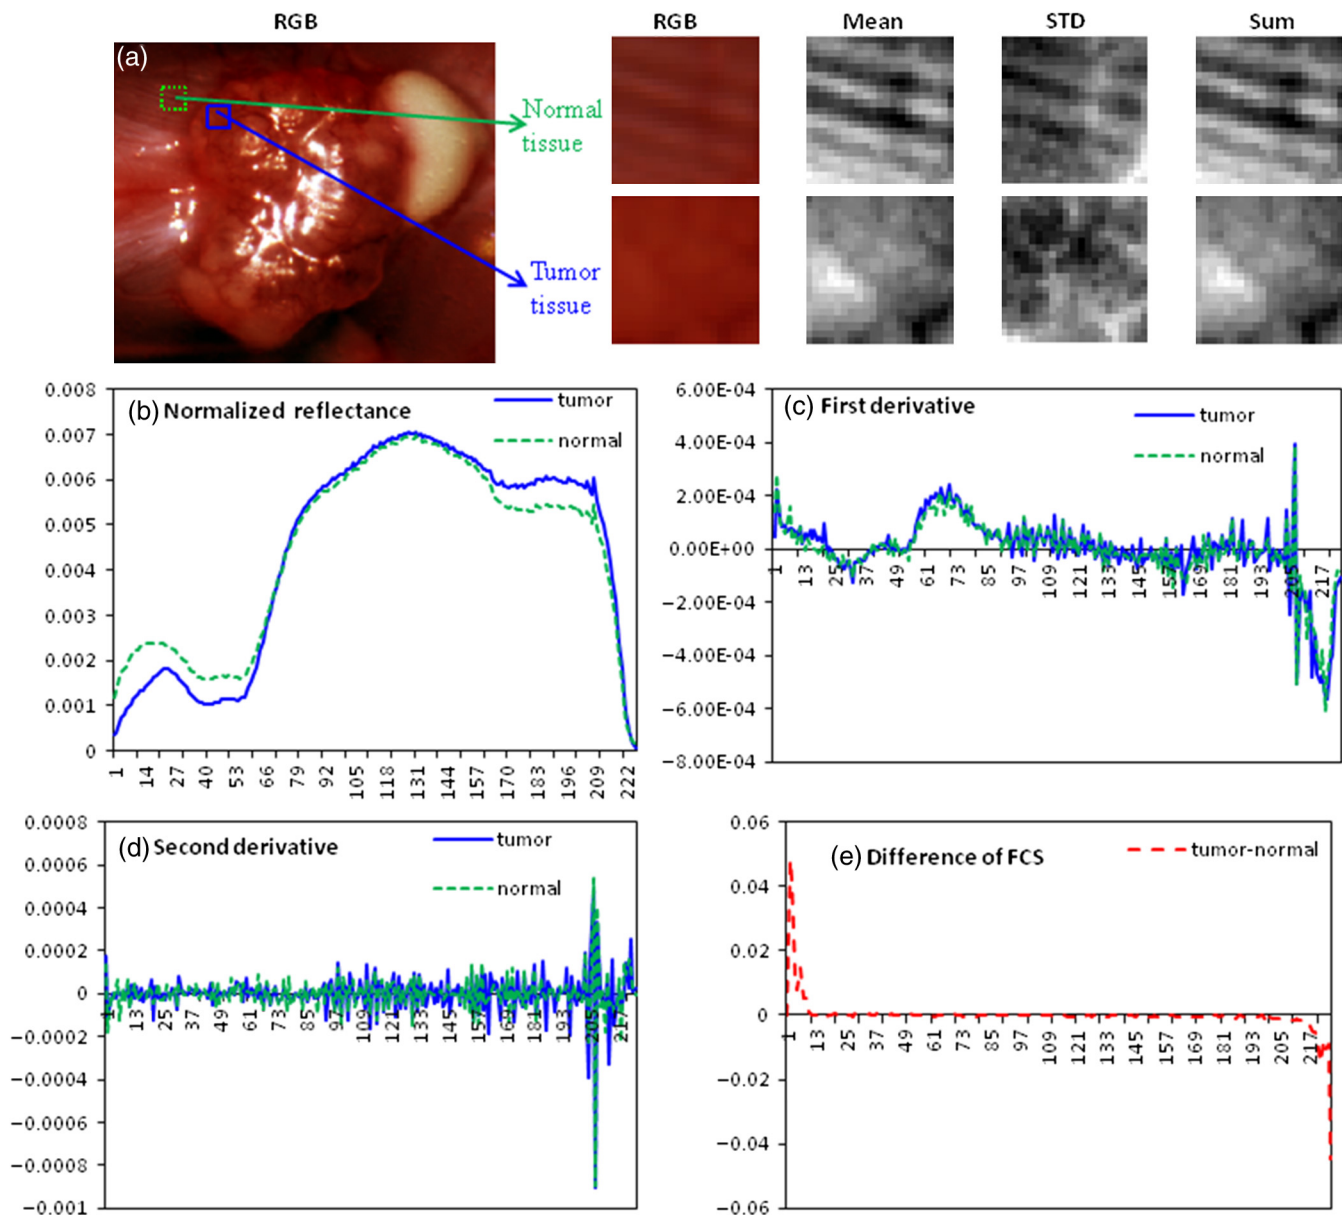 RGB
RGB
Mean
STD
Sum
(a)
Normal
tissue
Tumor
tissue
(b) Normalized reflectance
tumor
normal
0.008
0.007
0.006
0.005
0.004
0.003
0.002
0.001
0
1 14 27 40 53 66 79 92 105 118 131 144 157 170 183 196 209 222
(c) First derivative
tumor
normal
6.00E-04
4.00E-04
2.00E-04
0.00E+00
−2.00E-04
−4.00E-04
−6.00E-04
−8.00E-04
1 13 25 37 49 61 73 85 97 109 121 133 145 157 169 181 193 205 217
(d) Second derivative
tumor
normal
0.0008
0.0006
0.0004
0.0002
0
−0.0002
−0.0004
−0.0006
−0.0008
−0.001
1 13 25 37 49 61 73 85 97 109 121 133 145 157 169 181 193 205 217
(e) Difference of FCS
tumor-normal
0.06
0.04
0.02
0
−0.02
−0.04
−0.06
1 13 25 37 49 61 73 85 97 109 121 133 145 157 169 181 193 205 217